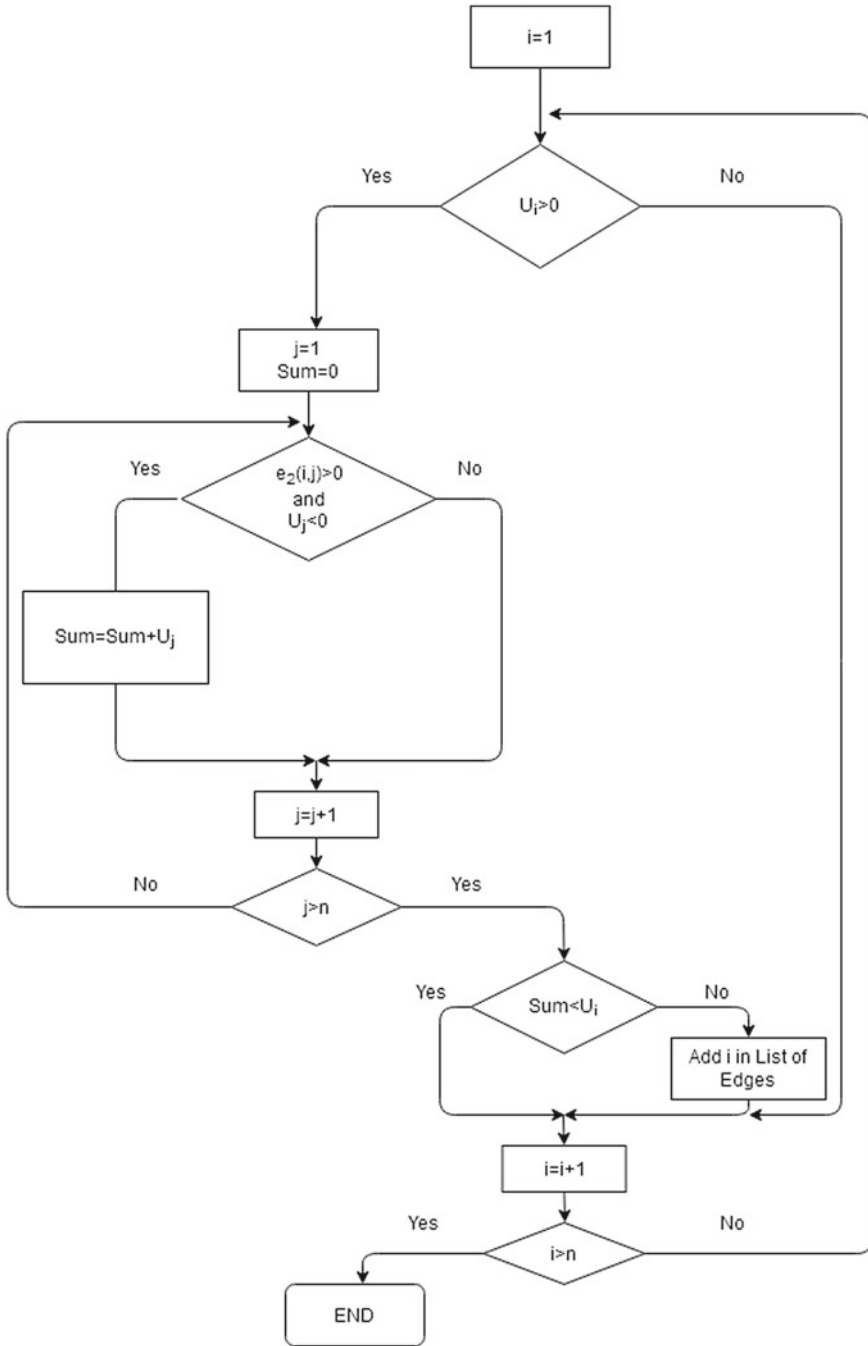 i=1
Yes
No
Uᵢ>0
j=1
Sum=0
Yes
No
e₂(i,j)>0
and
Uⱼ<0
Sum=Sum+Uⱼ
j=j+1
No
Yes
j>n
Yes
No
Sum<Uᵢ
Add i in List of
Edges
i=i+1
Yes
No
i>n
END